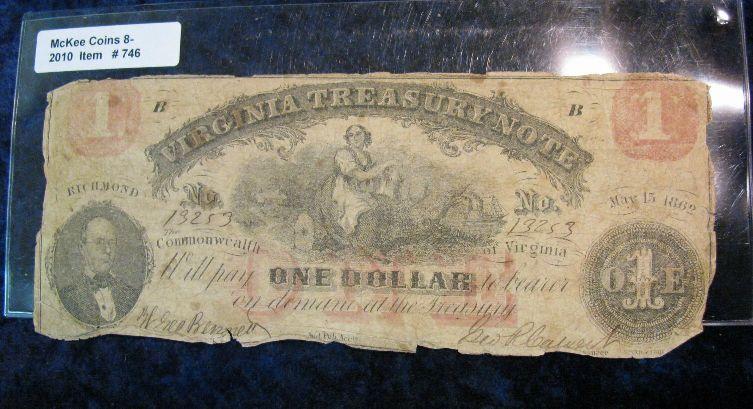 McKee Coins 8-
2010 Item # 746
1 B VIRGINIA TREASURY NOTE B 1
RICHMOND No. No. May 15 1862
13253 13253
The Commonwealth of Virginia
Will pay ONE DOLLAR to bearer
on demand at the Treasury
O1E